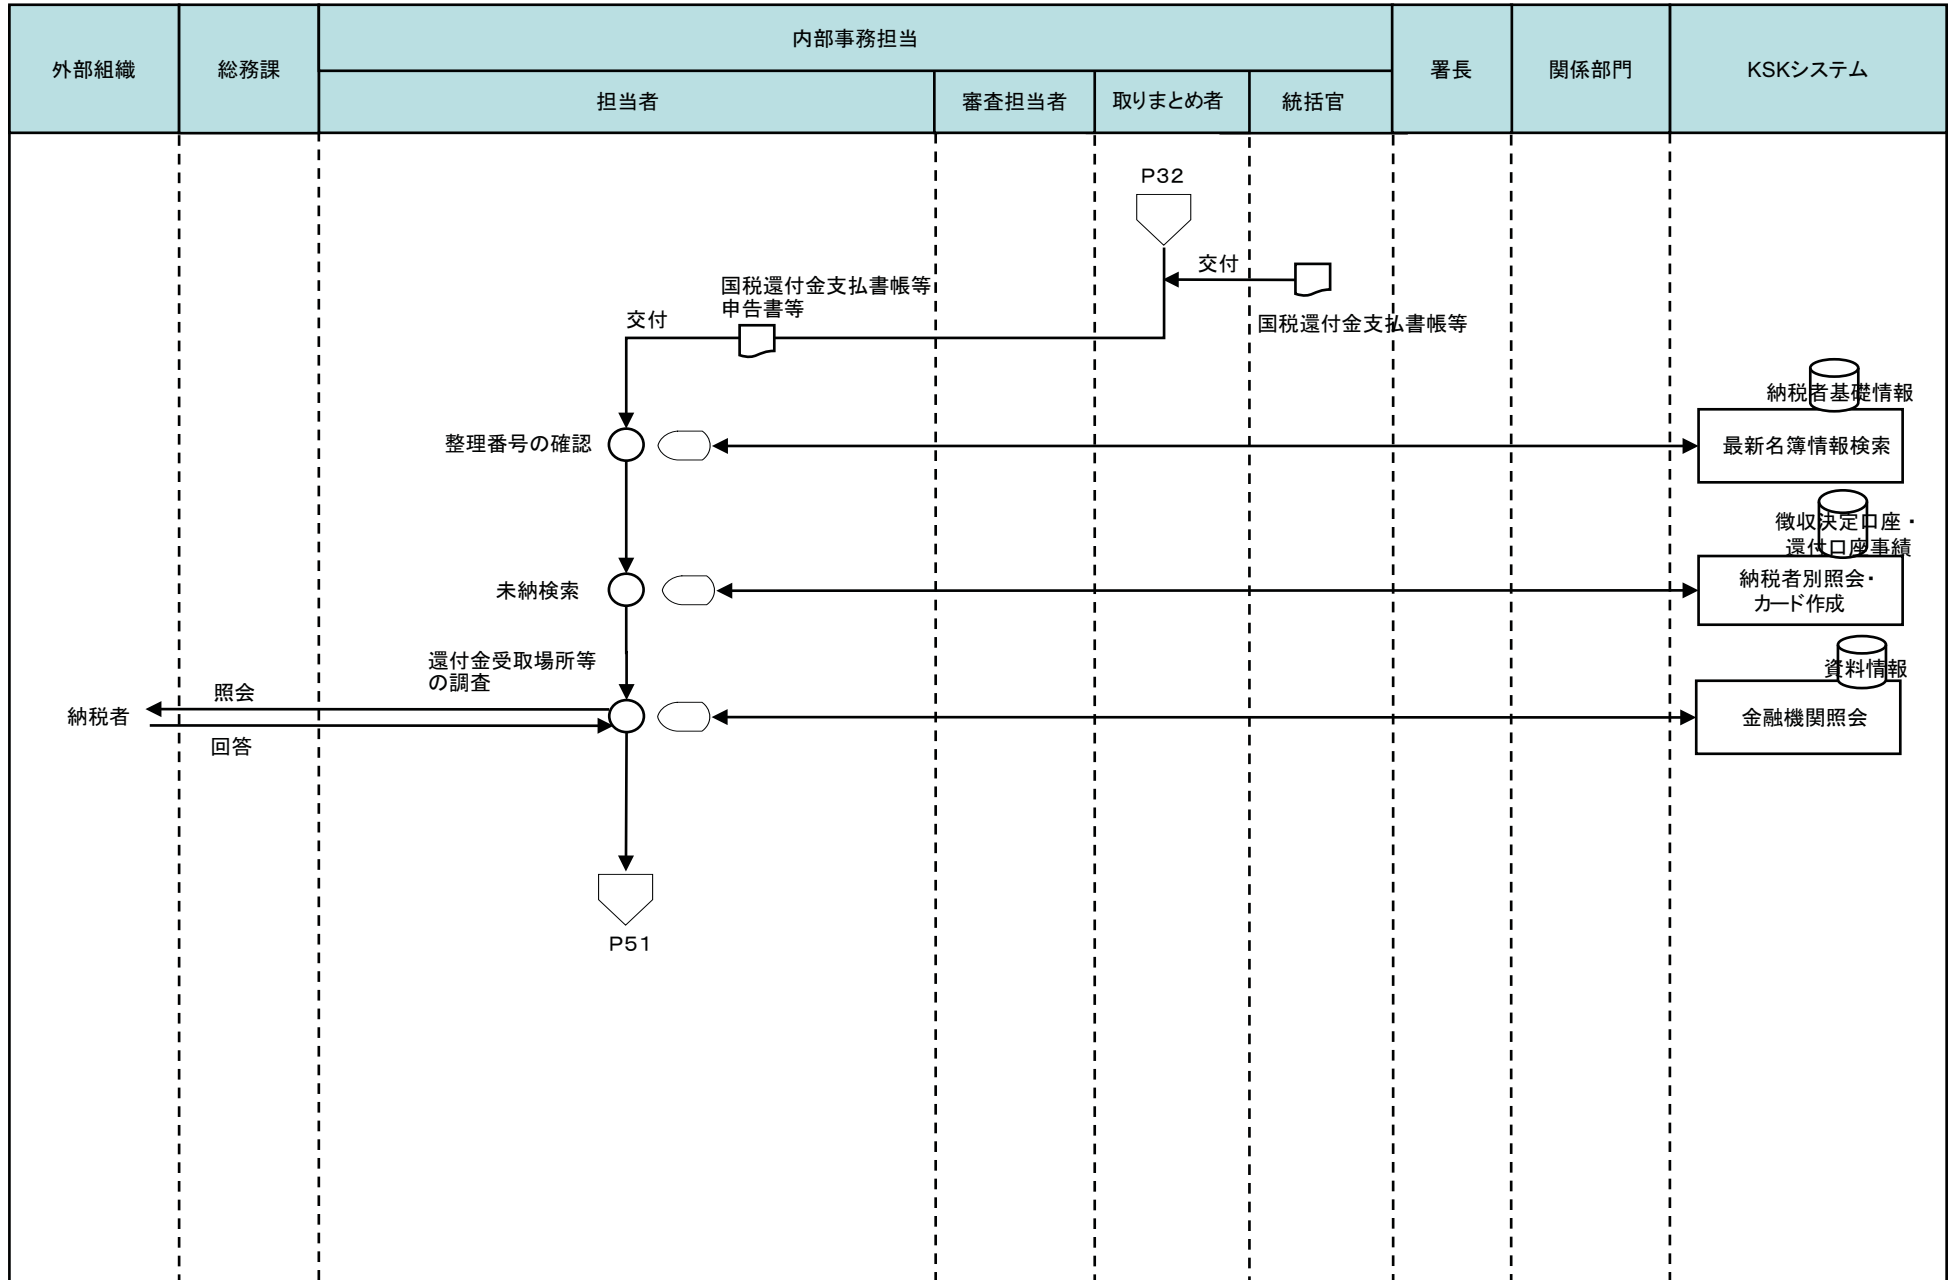 外部組織
総務課
内部事務担当
署長
関係部門
KSKシステム
担当者
審査担当者
取りまとめ者
統括官
P32
交付
国税還付金支払書帳等
国税還付金支払書帳等
申告書等
交付
納税者基礎情報
整理番号の確認
最新名簿情報検索
徴収決定口座・
還付口座事績
未納検索
納税者別照会・
カード作成
還付金受取場所等
の調査
資料情報
照会
納税者
回答
金融機関照会
P51